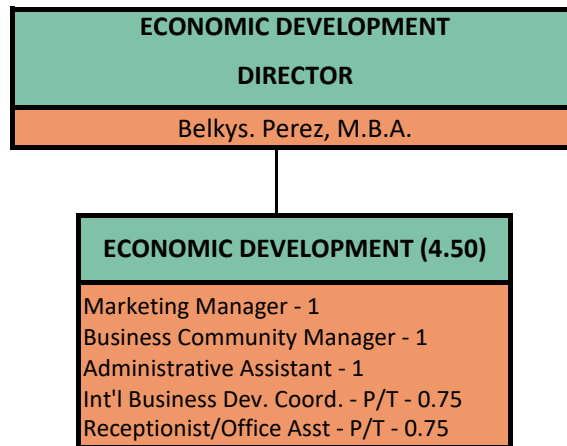 ECONOMIC DEVELOPMENT
DIRECTOR
Belkys. Perez, M.B.A.
ECONOMIC DEVELOPMENT (4.50)
Marketing Manager - 1
Business Community Manager - 1
Administrative Assistant - 1
Int'l Business Dev. Coord. - P/T - 0.75
Receptionist/Office Asst - P/T - 0.75